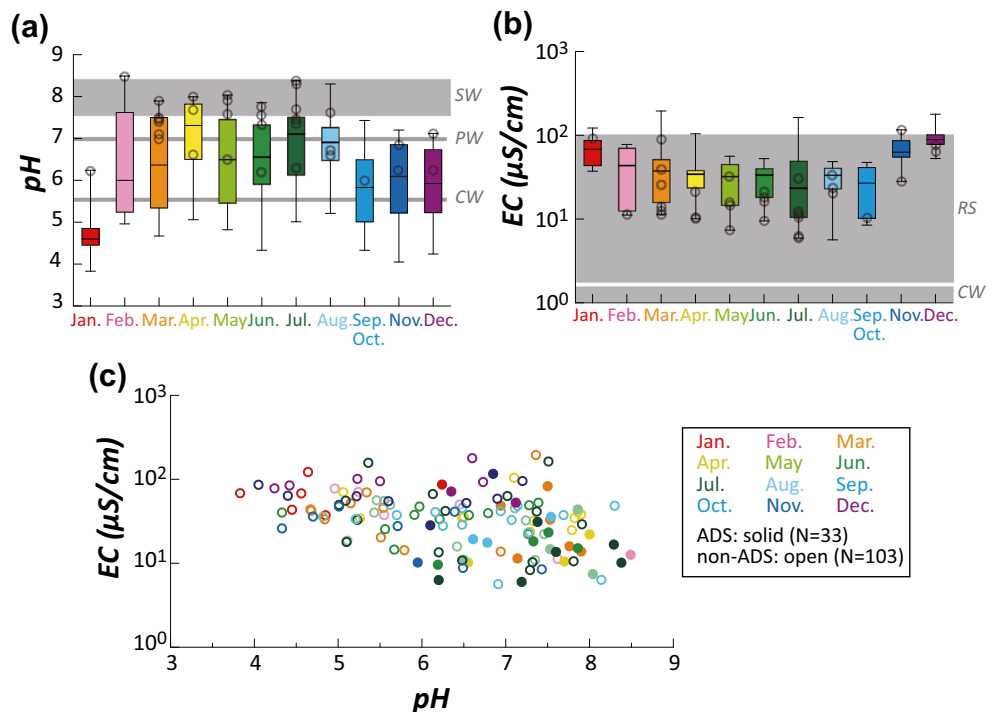 (a)
pH
9
8
7
6
5
4
3
SW
PW
CW
Jan. Feb. Mar. Apr. May Jun. Jul. Aug. Sep. Nov. Dec.
Oct.
(b)
EC (μS/cm)
10³
10²
10¹
10⁰
RS
CW
Jan. Feb. Mar. Apr. May Jun. Jul. Aug. Sep. Nov. Dec.
Oct.
(c)
EC (μS/cm)
10³
10²
10¹
10⁰
3 4 5 6 7 8 9
pH
Jan. Feb. Mar.
Apr. May Jun.
Jul. Aug. Sep.
Oct. Nov. Dec.
ADS: solid (N=33)
non-ADS: open (N=103)